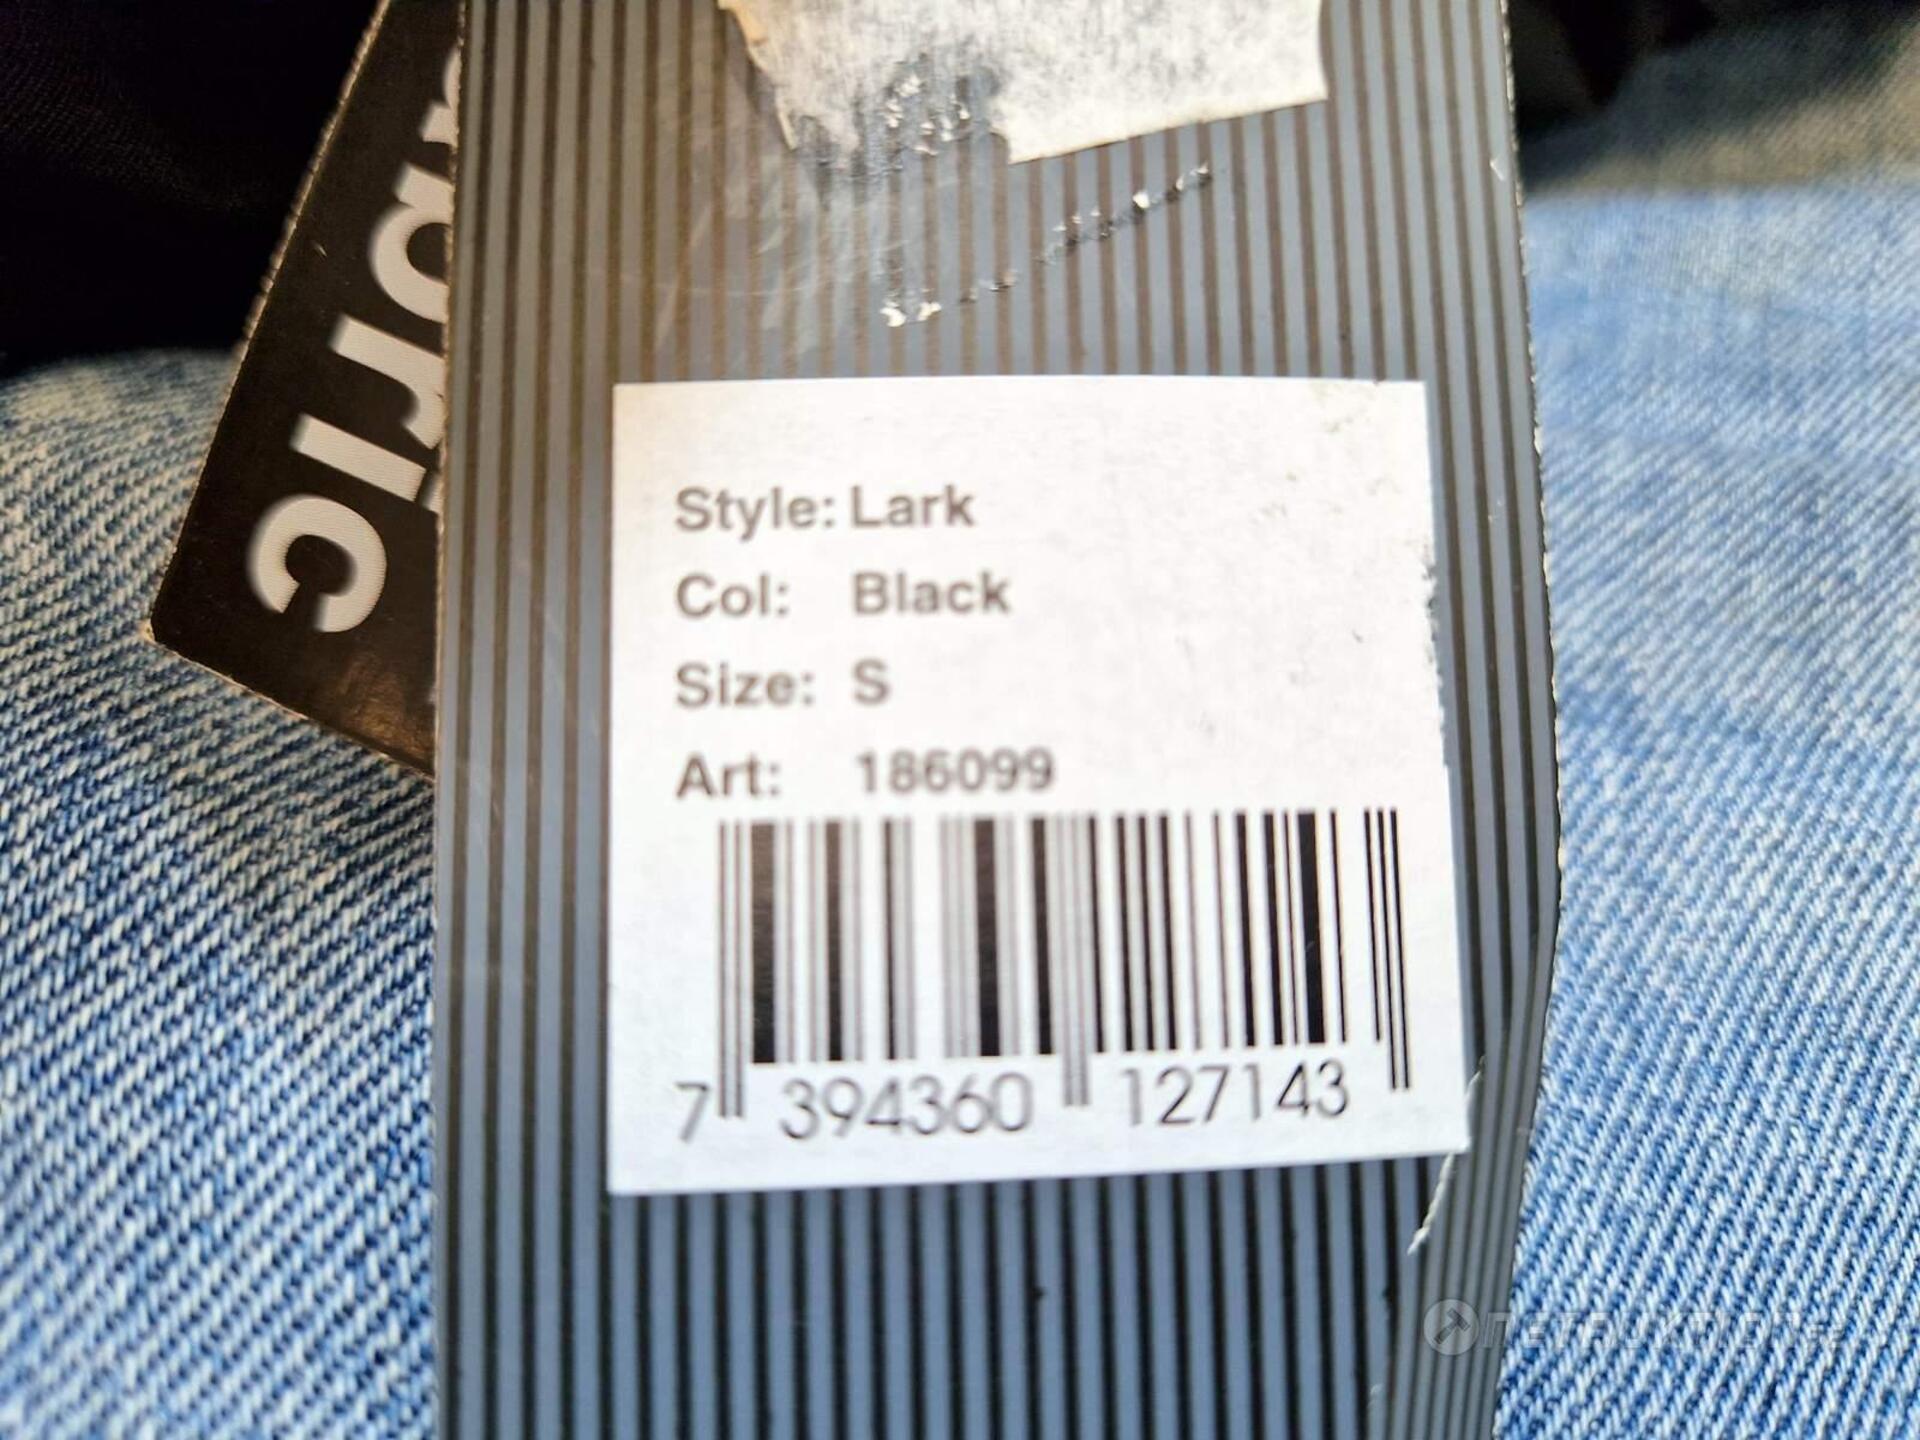 Style: Lark
Col: Black
Size: S
Art: 186099
7 394360 127143